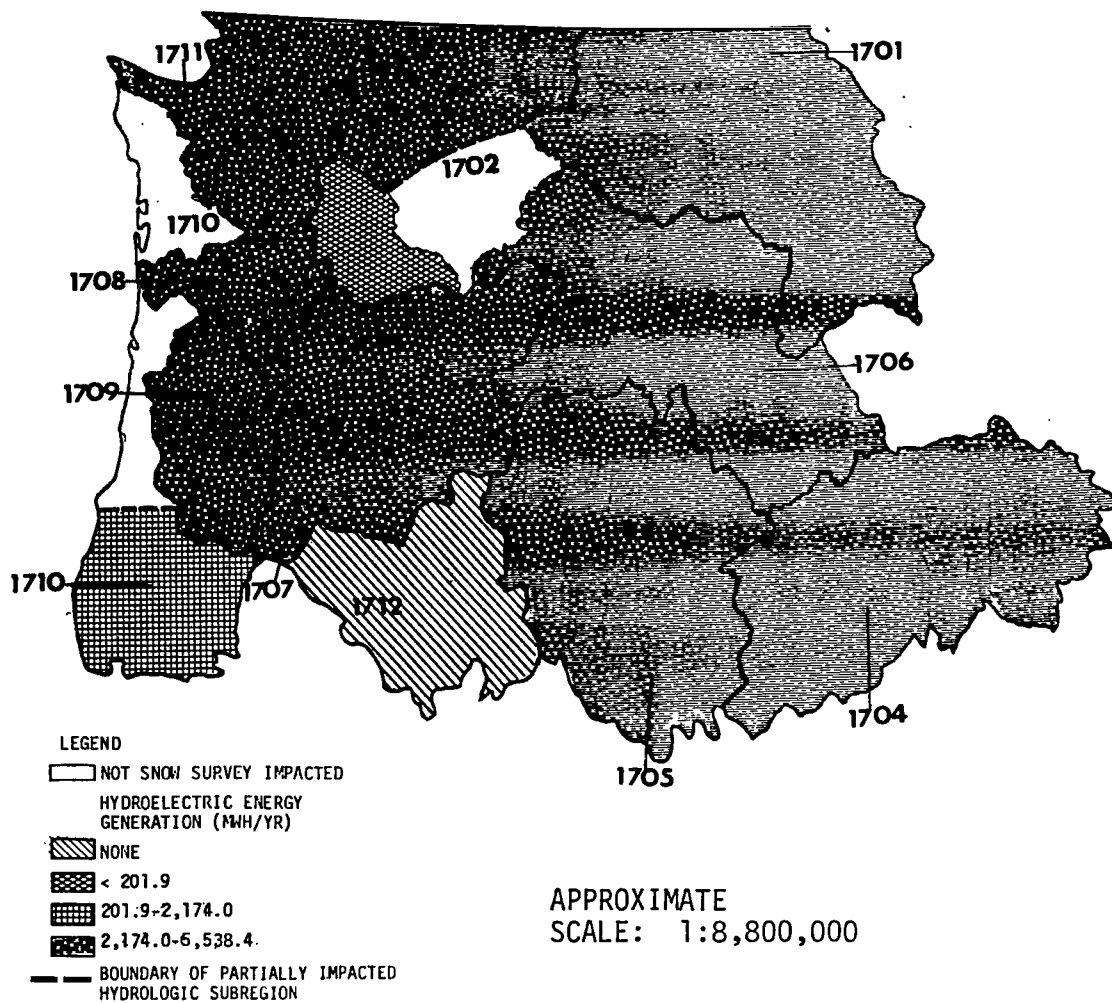 1711
1701
1702
1710
1708
1709
1706
1710
1707
1712
1704
1705
LEGEND
NOT SNOW SURVEY IMPACTED
HYDROELECTRIC ENERGY
GENERATION (MWH/YR)
NONE
< 201.9
201.9-2,174.0
2,174.0-6,538.4
BOUNDARY OF PARTIALLY IMPACTED
HYDROLOGIC SUBREGION
APPROXIMATE
SCALE: 1:8,800,000